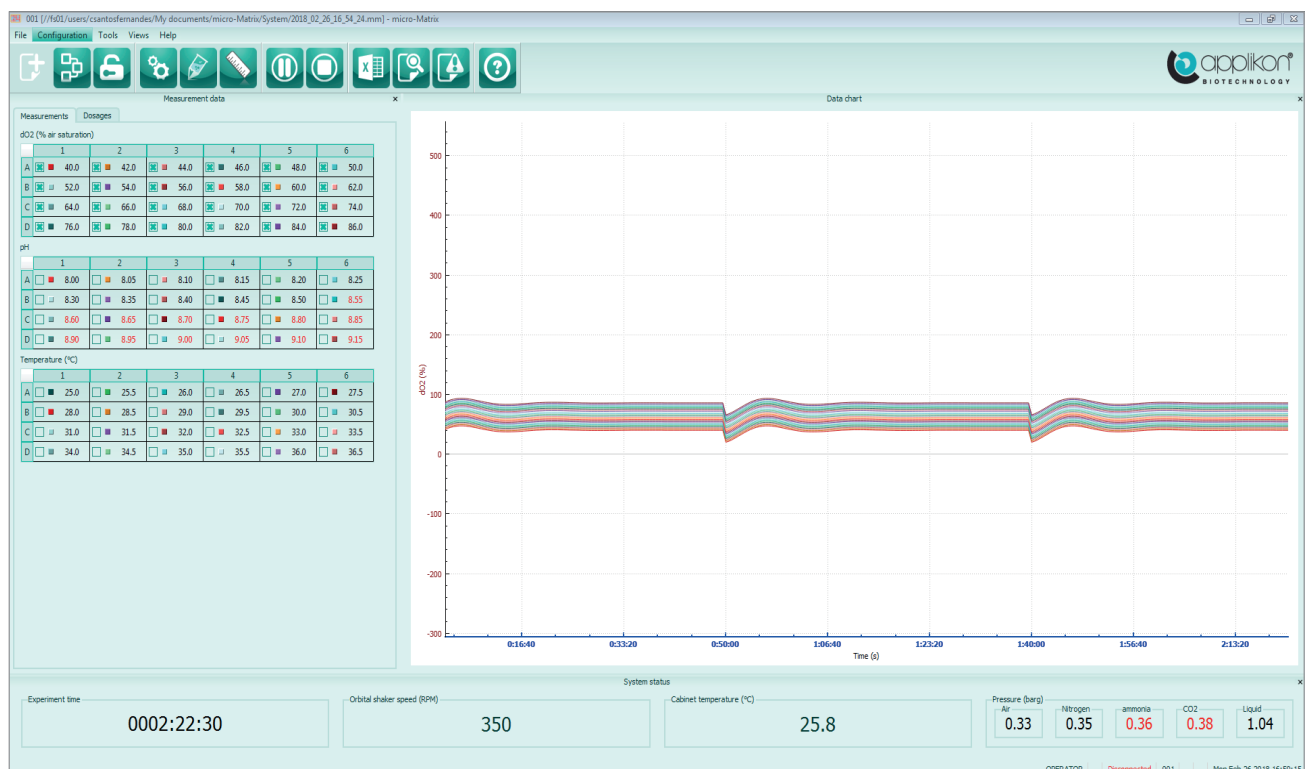 001 [//fs01/users/csantosfernandes/My documents/micro-Matrix/System/2018_02_26_16_54_24.mm] - micro-Matrix
File Configuration Tools Views Help
applikon®
BIOTECHNOLOGY
Measurement data
Data chart
Measurements Dosages
dO2 (% air saturation)
1 2 3 4 5 6
A 40.0 42.0 44.0 46.0 48.0 50.0
B 52.0 54.0 56.0 58.0 60.0 62.0
C 64.0 66.0 68.0 70.0 72.0 74.0
D 76.0 78.0 80.0 82.0 84.0 86.0
pH
1 2 3 4 5 6
A 8.00 8.05 8.10 8.15 8.20 8.25
B 8.30 8.35 8.40 8.45 8.50 8.55
C 8.60 8.65 8.70 8.75 8.80 8.85
D 8.90 8.95 9.00 9.05 9.10 9.15
Temperature (°C)
1 2 3 4 5 6
A 25.0 25.5 26.0 26.5 27.0 27.5
B 28.0 28.5 29.0 29.5 30.0 30.5
C 31.0 31.5 32.0 32.5 33.0 33.5
D 34.0 34.5 35.0 35.5 36.0 36.5
500
400
300
200
100
0
-100
-200
-300
dO2 (%)
0:16:40 0:33:20 0:50:00 1:06:40 1:23:20 1:40:00 1:56:40 2:13:20
Time (s)
System status
Experiment time
0002:22:30
Orbital shaker speed (RPM)
350
Cabinet temperature (°C)
25.8
Pressure (barg)
Air Nitrogen ammonia CO2 Liquid
0.33 0.35 0.36 0.38 1.04
OPERATOR Disconnected 001 Mon Feb 26 2018 16:59:15